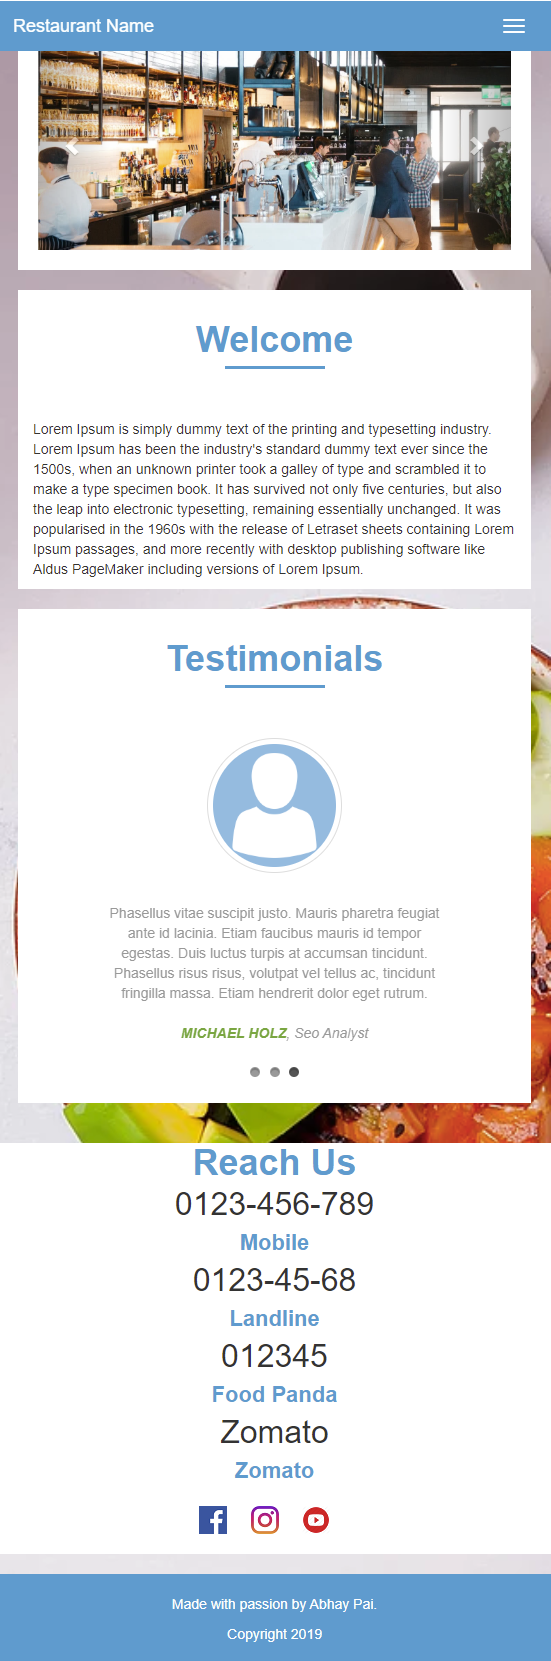 Restaurant Name
Welcome
Lorem Ipsum is simply dummy text of the printing and typesetting industry.
Lorem Ipsum has been the industry's standard dummy text ever since the
1500s, when an unknown printer took a galley of type and scrambled it to
make a type specimen book. It has survived not only five centuries, but also
the leap into electronic typesetting, remaining essentially unchanged. It was
popularised in the 1960s with the release of Letraset sheets containing Lorem
Ipsum passages, and more recently with desktop publishing software like
Aldus PageMaker including versions of Lorem Ipsum.
Testimonials
Phasellus vitae suscipit justo. Mauris pharetra feugiat
ante id lacinia. Etiam faucibus mauris id tempor
egestas. Duis luctus turpis at accumsan tincidunt.
Phasellus risus risus, volutpat vel tellus ac, tincidunt
fringilla massa. Etiam hendrerit dolor eget rutrum.
MICHAEL HOLZ, Seo Analyst
Reach Us
0123-456-789
Mobile
0123-45-68
Landline
012345
Food Panda
Zomato
Zomato
Made with passion by Abhay Pai.
Copyright 2019